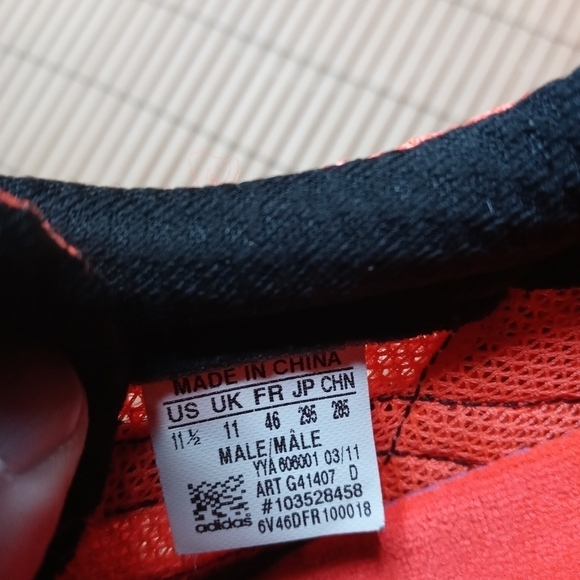 MADE IN CHINA
US UK FR JP CHN
11½ 11 46 295 285
MALE/MÂLE
YYA 606001 03/11
ART G41407 D
#103528458
adidas 6V46DFR100018